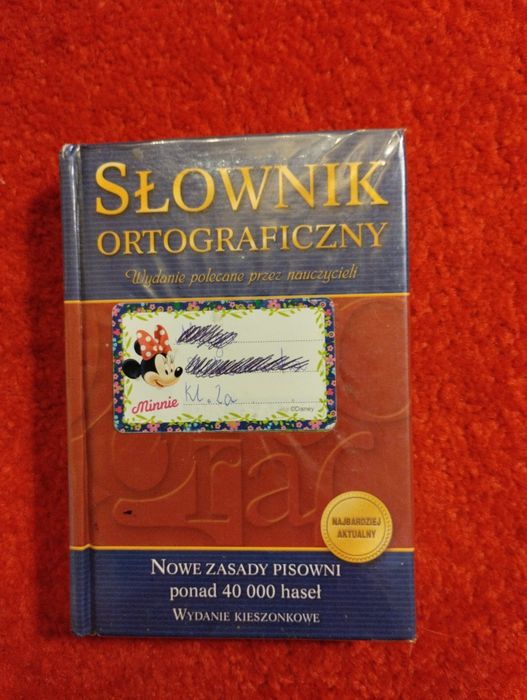 SŁOWNIK
ORTOGRAFICZNY
Wydanie polecane przez nauczycieli
Minnie
Kl. 2a
©Disney
NAJBARDZIEJ
AKTUALNY
NOWE ZASADY PISOWNI
ponad 40 000 haseł
WYDANIE KIESZONKOWE